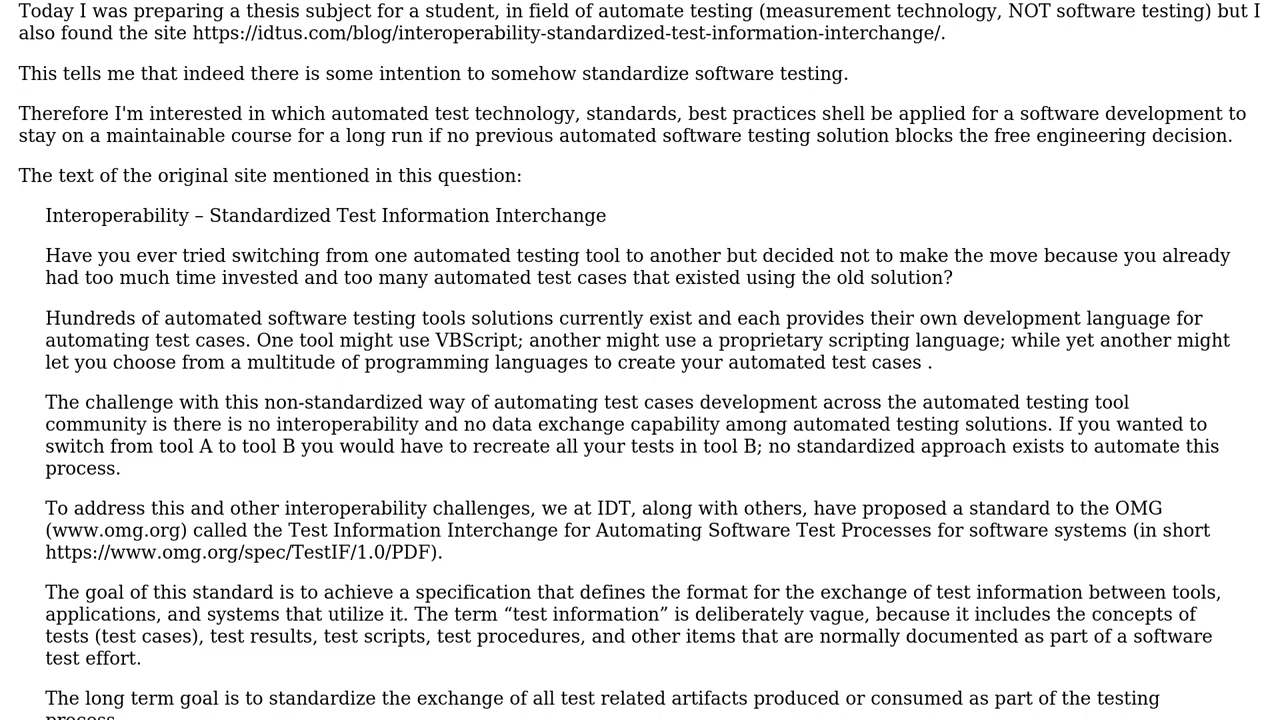 Today I was preparing a thesis subject for a student, in field of automate testing (measurement technology, NOT software testing) but I
also found the site https://idtus.com/blog/interoperability-standardized-test-information-interchange/.
This tells me that indeed there is some intention to somehow standardize software testing.
Therefore I'm interested in which automated test technology, standards, best practices shell be applied for a software development to
stay on a maintainable course for a long run if no previous automated software testing solution blocks the free engineering decision.
The text of the original site mentioned in this question:
Interoperability – Standardized Test Information Interchange
Have you ever tried switching from one automated testing tool to another but decided not to make the move because you already
had too much time invested and too many automated test cases that existed using the old solution?
Hundreds of automated software testing tools solutions currently exist and each provides their own development language for
automating test cases. One tool might use VBScript; another might use a proprietary scripting language; while yet another might
let you choose from a multitude of programming languages to create your automated test cases .
The challenge with this non-standardized way of automating test cases development across the automated testing tool
community is there is no interoperability and no data exchange capability among automated testing solutions. If you wanted to
switch from tool A to tool B you would have to recreate all your tests in tool B; no standardized approach exists to automate this
process.
To address this and other interoperability challenges, we at IDT, along with others, have proposed a standard to the OMG
(www.omg.org) called the Test Information Interchange for Automating Software Test Processes for software systems (in short
https://www.omg.org/spec/TestIF/1.0/PDF).
The goal of this standard is to achieve a specification that defines the format for the exchange of test information between tools,
applications, and systems that utilize it. The term “test information” is deliberately vague, because it includes the concepts of
tests (test cases), test results, test scripts, test procedures, and other items that are normally documented as part of a software
test effort.
The long term goal is to standardize the exchange of all test related artifacts produced or consumed as part of the testing
process.